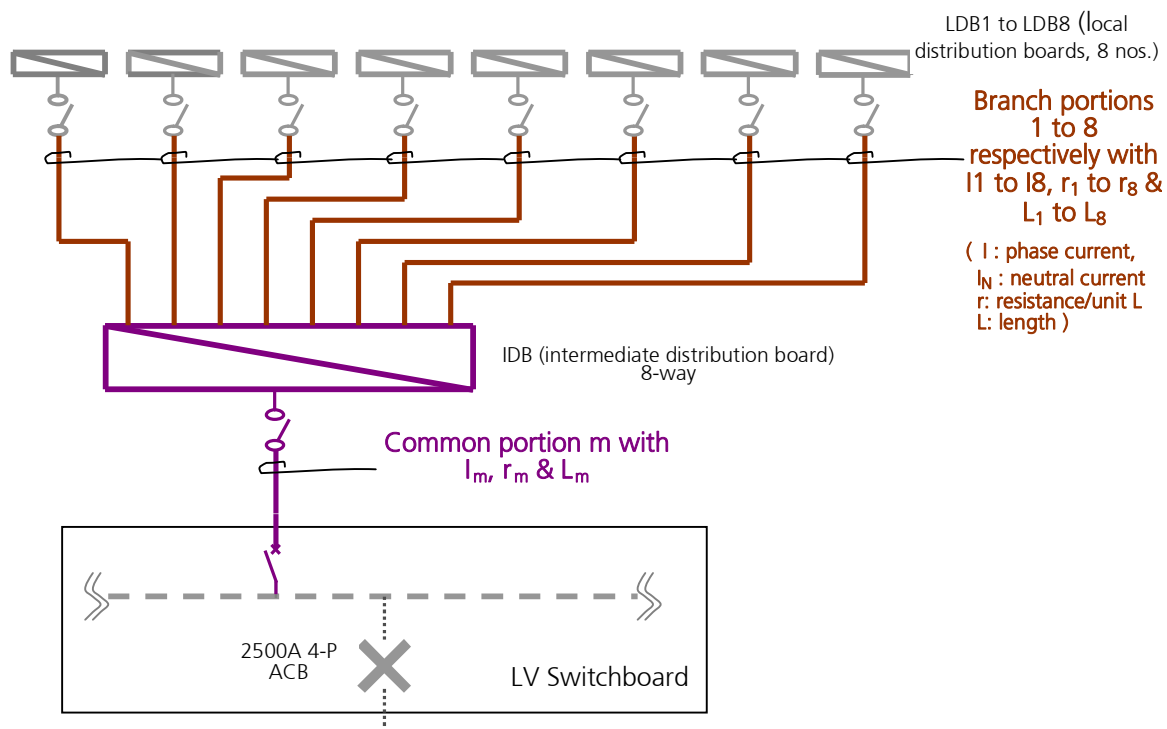 LDB1 to LDB8 (local
distribution boards, 8 nos.)
Branch portions
1 to 8
respectively with
I1 to I8, r1 to r8 &
L1 to L8
( I : phase current,
IN : neutral current
r: resistance/unit L
L: length )
IDB (intermediate distribution board)
8-way
Common portion m with
Im, rm & Lm
2500A 4-P
ACB
LV Switchboard